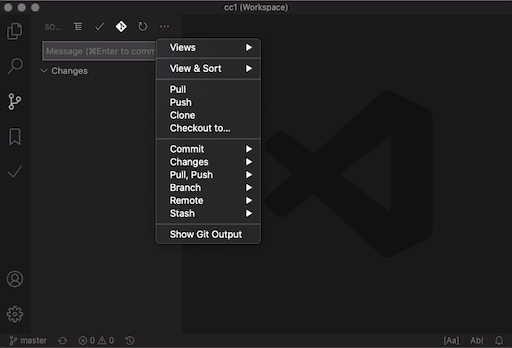 cc1 (Workspace)
SO...
Message (⌘Enter to comm
Changes
Views
View & Sort
Pull
Push
Clone
Checkout to...
Commit
Changes
Pull, Push
Branch
Remote
Stash
Show Git Output
master 0 0 [Aa] Ab|